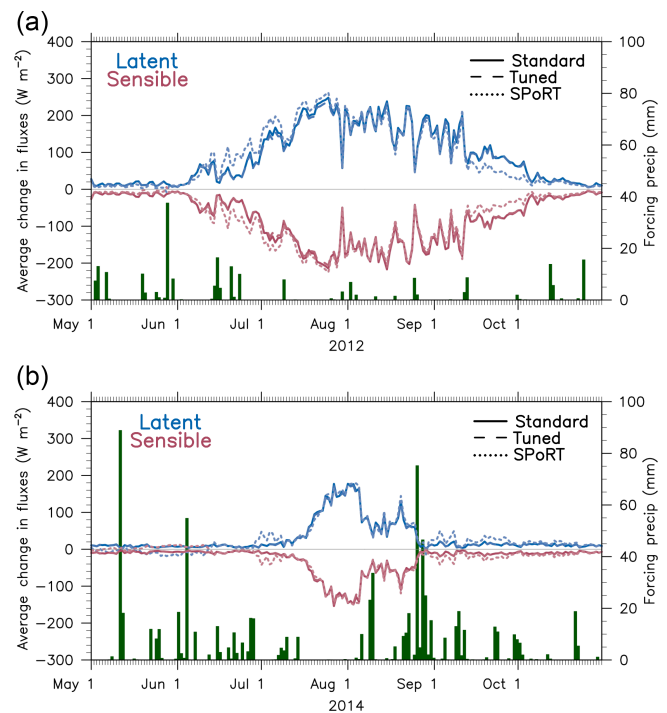 (a)
400
300
200
100
0
−100
−200
−300
Average change in fluxes (W m⁻²)
Latent
Sensible
Standard
Tuned
SPoRT
100
80
60
40
20
0
Forcing precip (mm)
May 1 Jun 1 Jul 1 Aug 1 Sep 1 Oct 1
2012
(b)
400
300
200
100
0
−100
−200
−300
Average change in fluxes (W m⁻²)
Latent
Sensible
Standard
Tuned
SPoRT
100
80
60
40
20
0
Forcing precip (mm)
May 1 Jun 1 Jul 1 Aug 1 Sep 1 Oct 1
2014